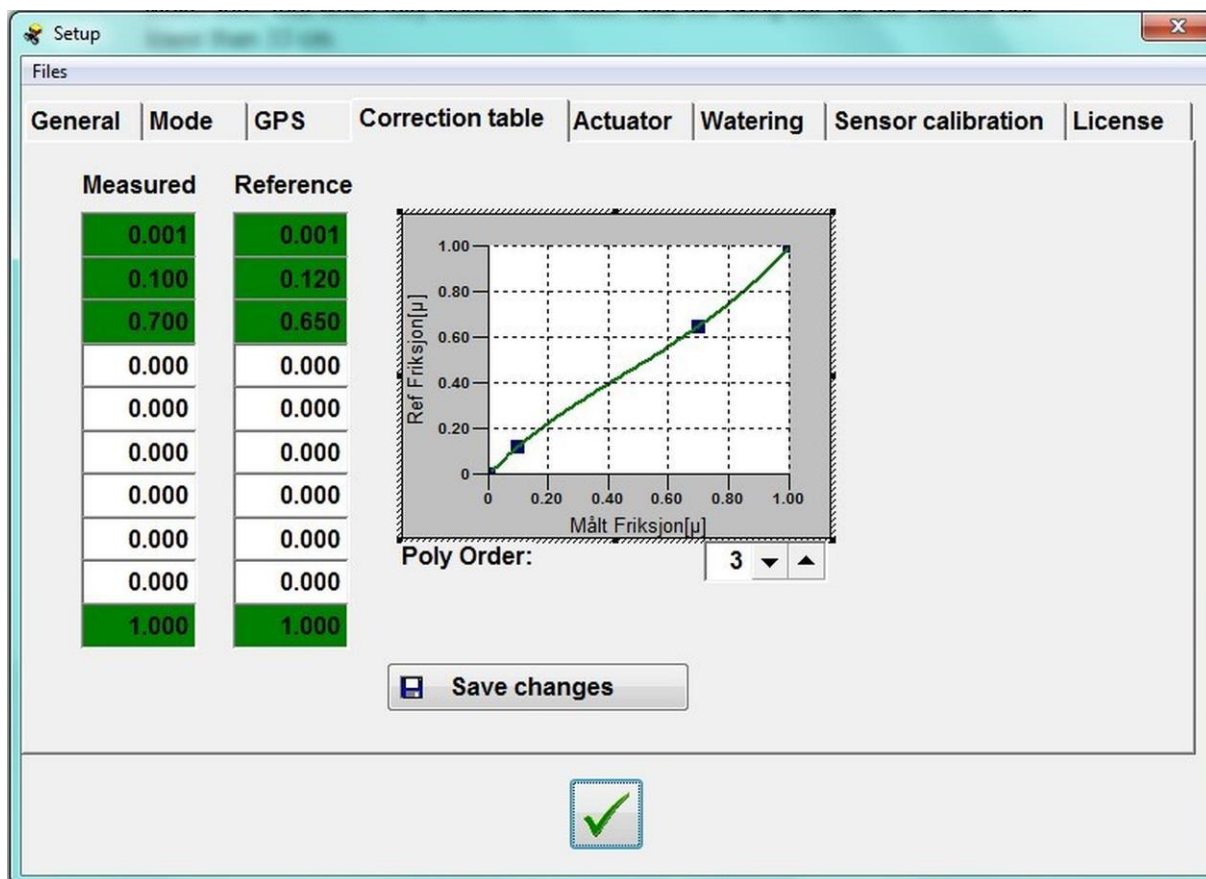 Setup
lower than 15 cm.
Files
General Mode GPS Correction table Actuator Watering Sensor calibration License
Measured Reference
0.001 0.001
0.100 0.120
0.700 0.650
0.000 0.000
0.000 0.000
0.000 0.000
0.000 0.000
0.000 0.000
0.000 0.000
1.000 1.000
Ref Friksjon[µ]
1.00
0.80
0.60
0.40
0.20
0
0 0.20 0.40 0.60 0.80 1.00
Målt Friksjon[µ]
Poly Order: 3
Save changes